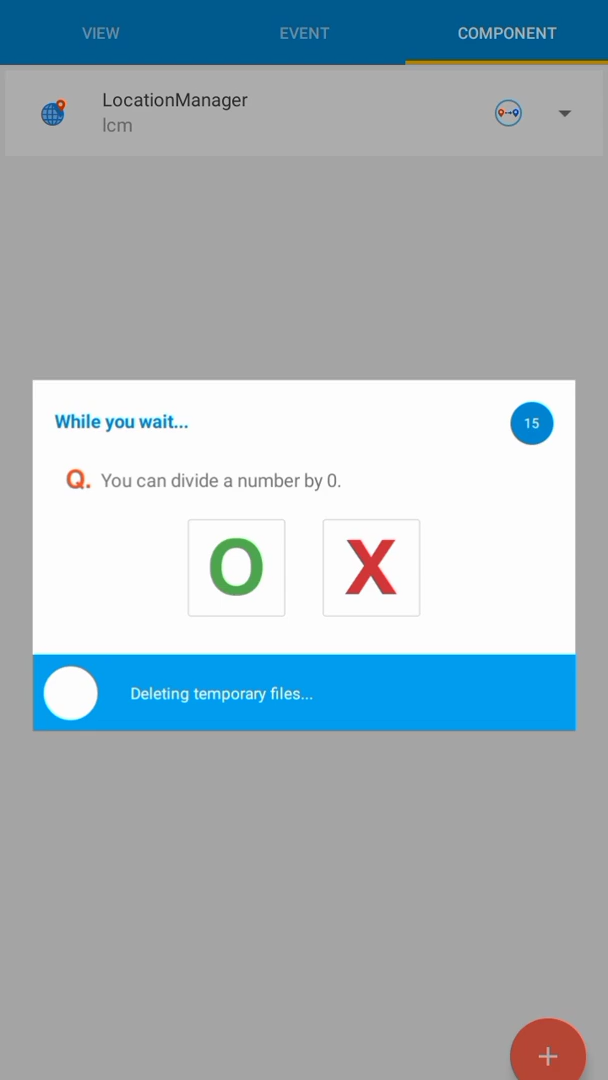 VIEW EVENT COMPONENT
LocationManager
lcm
While you wait...
15
Q. You can divide a number by 0.
O X
Deleting temporary files...
+